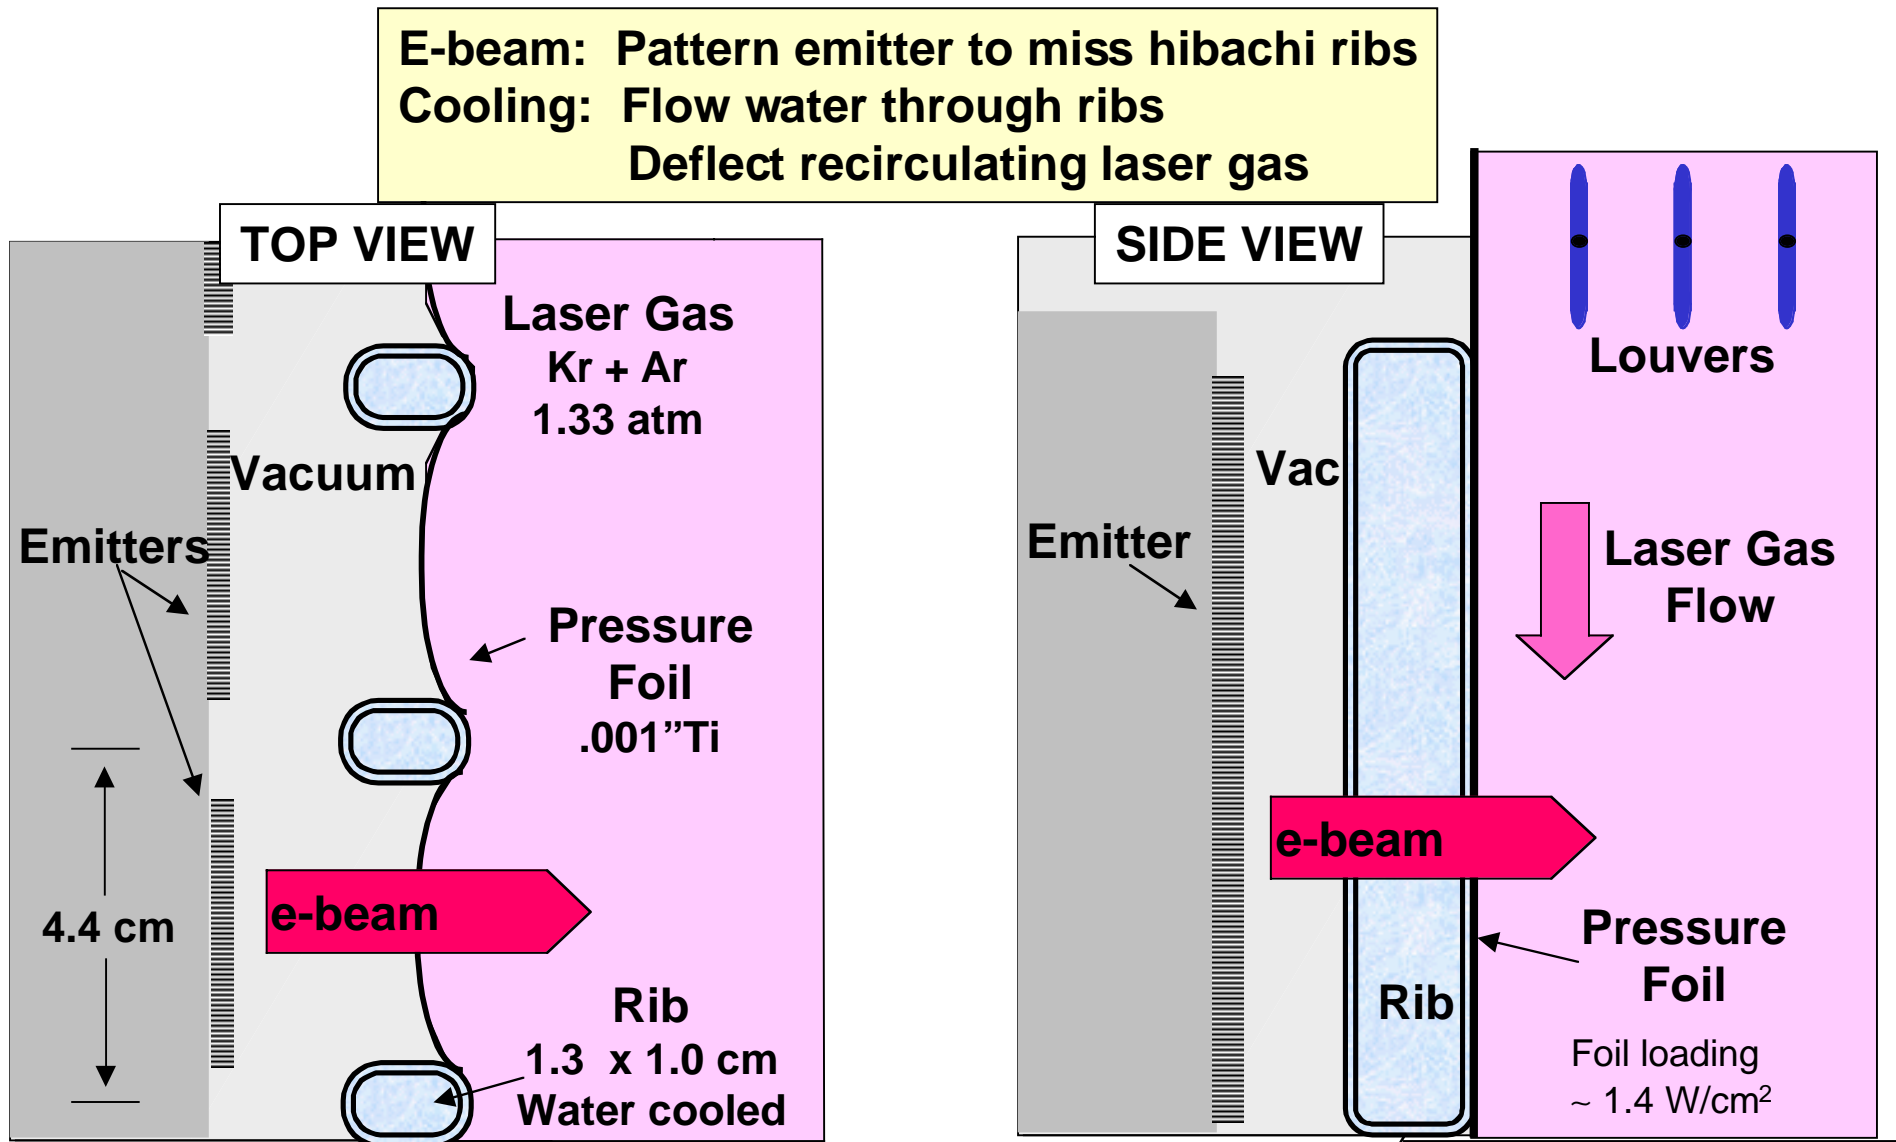 E-beam: Pattern emitter to miss hibachi ribs
Cooling: Flow water through ribs
Deflect recirculating laser gas
TOP VIEW
Laser Gas
Kr + Ar
1.33 atm
Vacuum
Emitters
Pressure
Foil
.001”Ti
4.4 cm
e-beam
Rib
1.3 x 1.0 cm
Water cooled
SIDE VIEW
Louvers
Vac
Emitter
Laser Gas
Flow
e-beam
Pressure
Foil
Rib
Foil loading
~ 1.4 W/cm²